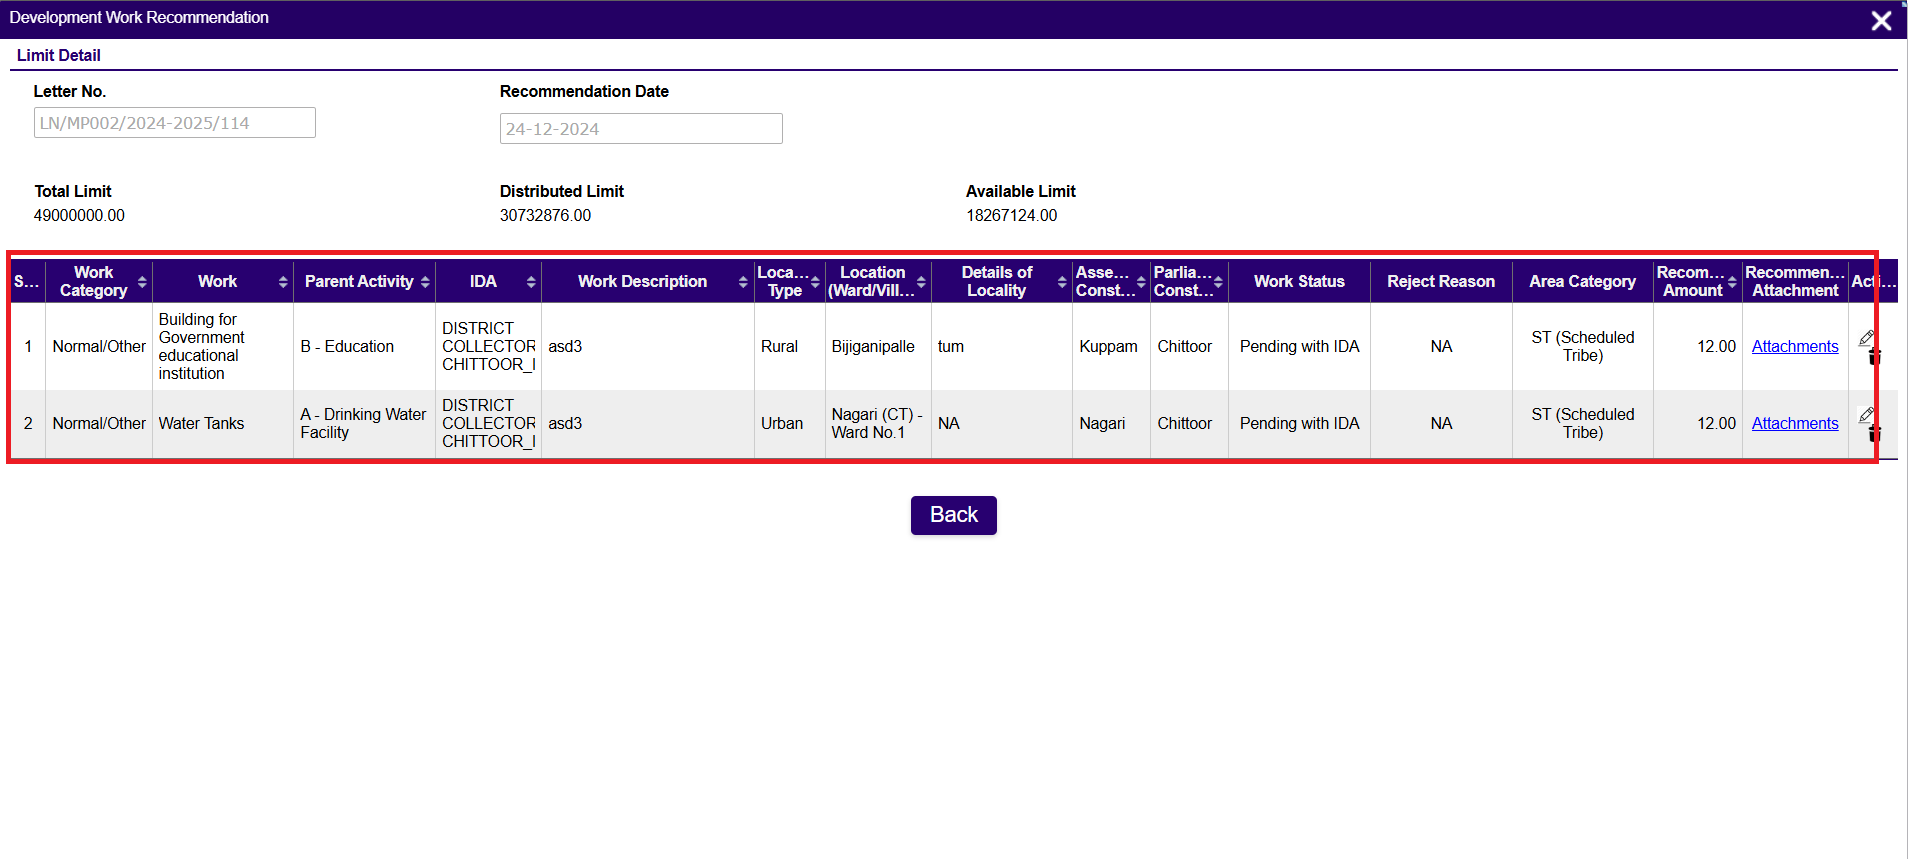 Development Work Recommendation
Limit Detail
Letter No.
Recommendation Date
LN/MP002/2024-2025/114
24-12-2024
Total Limit
Distributed Limit
Available Limit
49000000.00
30732876.00
18267124.00
S... Work Category Work Parent Activity IDA Work Description Loca... Type Location (Ward/Vill... Details of Locality Asse... Const... Parlia... Const... Work Status Reject Reason Area Category Recom... Amount Recommen... Attachment Acti...
1 Normal/Other Building for Government educational institution B - Education DISTRICT COLLECTOR CHITTOOR_I asd3 Rural Bijiganipalle tum Kuppam Chittoor Pending with IDA NA ST (Scheduled Tribe) 12.00 Attachments
2 Normal/Other Water Tanks A - Drinking Water Facility DISTRICT COLLECTOR CHITTOOR_I asd3 Urban Nagari (CT) - Ward No.1 NA Nagari Chittoor Pending with IDA NA ST (Scheduled Tribe) 12.00 Attachments
Back